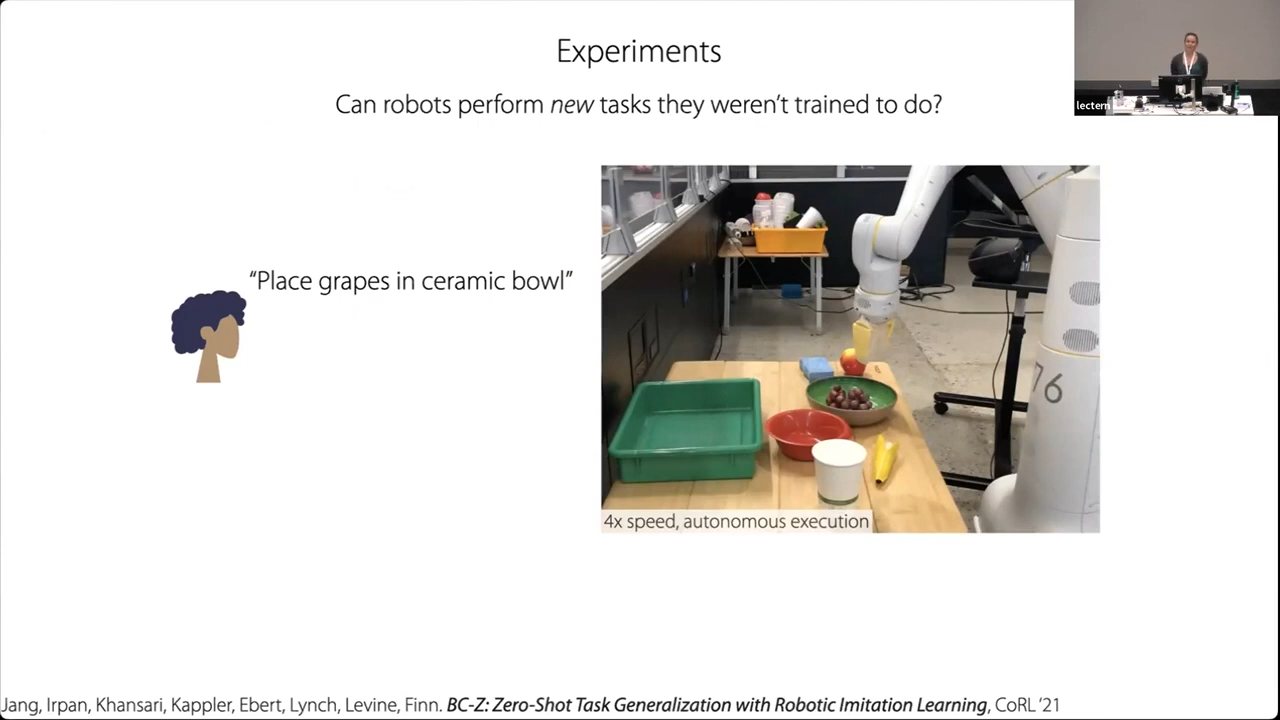 Experiments
Can robots perform new tasks they weren't trained to do?
lectern
“Place grapes in ceramic bowl”
76
4x speed, autonomous execution
Jang, Irpan, Khansari, Kappler, Ebert, Lynch, Levine, Finn. BC-Z: Zero-Shot Task Generalization with Robotic Imitation Learning, CoRL ‘21